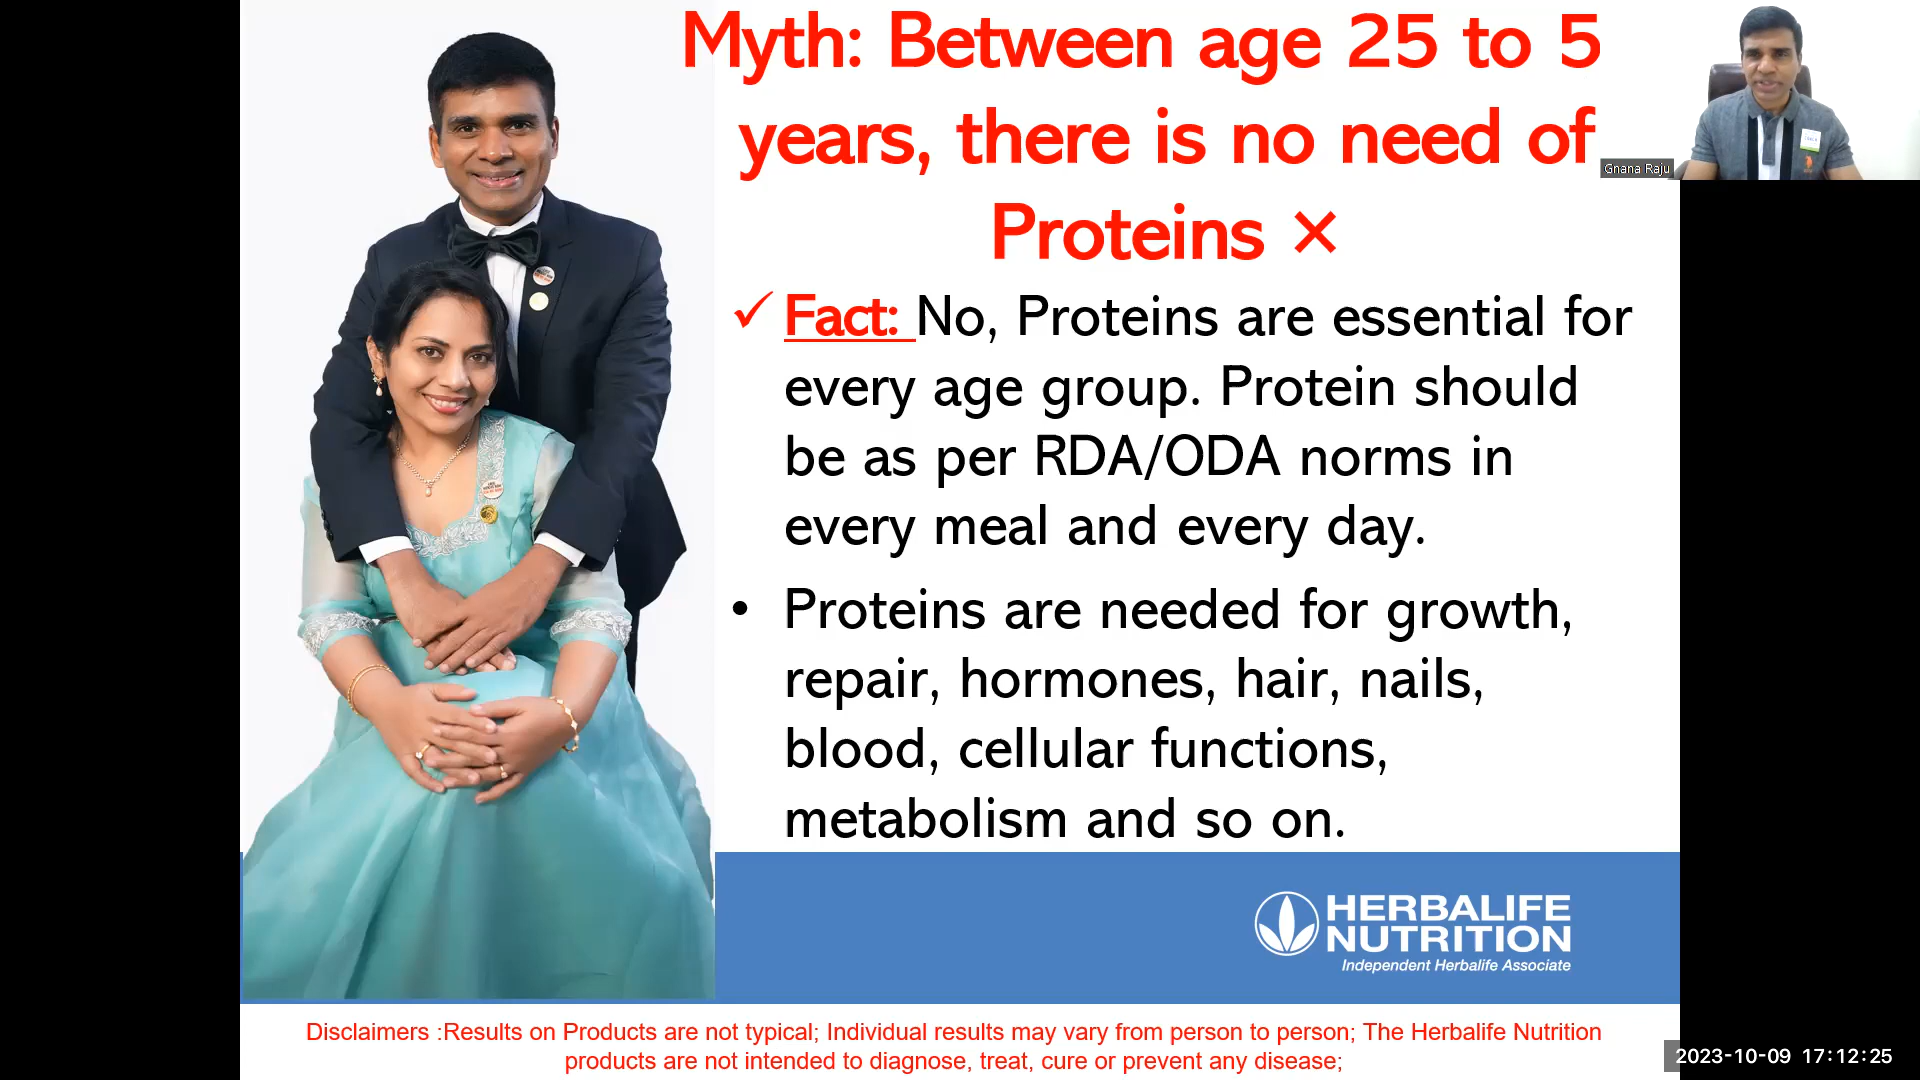 Myth: Between age 25 to 5
years, there is no need of
Proteins ×
✓ Fact: No, Proteins are essential for
every age group. Protein should
be as per RDA/ODA norms in
every meal and every day.
• Proteins are needed for growth,
repair, hormones, hair, nails,
blood, cellular functions,
metabolism and so on.
Gnana Raju
HERBALIFE
NUTRITION
Independent Herbalife Associate
Disclaimers :Results on Products are not typical; Individual results may vary from person to person; The Herbalife Nutrition
products are not intended to diagnose, treat, cure or prevent any disease;
2023-10-09 17:12:25